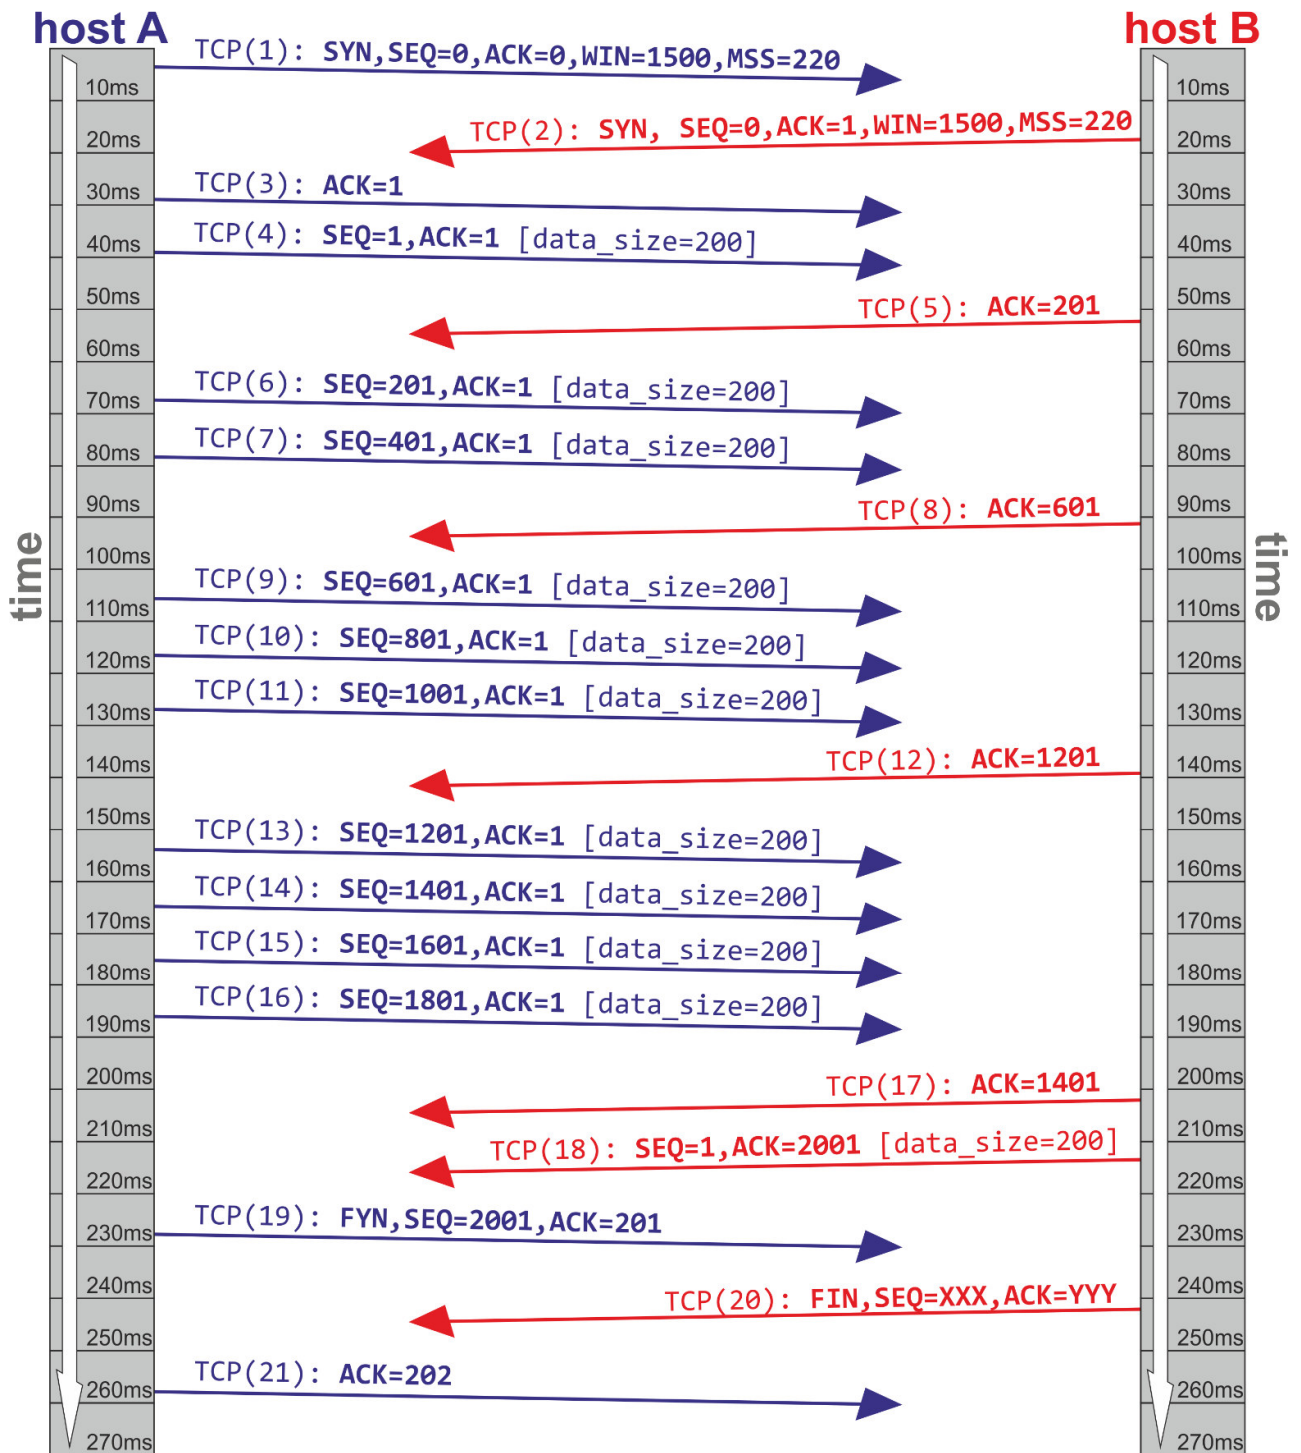 host A
host B
TCP(1): SYN,SEQ=0,ACK=0,WIN=1500,MSS=220
10ms
10ms
TCP(2): SYN, SEQ=0,ACK=1,WIN=1500,MSS=220
20ms
20ms
TCP(3): ACK=1
30ms
30ms
TCP(4): SEQ=1,ACK=1 [data_size=200]
40ms
40ms
50ms
TCP(5): ACK=201
50ms
60ms
60ms
TCP(6): SEQ=201,ACK=1 [data_size=200]
70ms
70ms
TCP(7): SEQ=401,ACK=1 [data_size=200]
80ms
80ms
90ms
TCP(8): ACK=601
90ms
time
time
100ms
100ms
TCP(9): SEQ=601,ACK=1 [data_size=200]
110ms
110ms
TCP(10): SEQ=801,ACK=1 [data_size=200]
120ms
120ms
TCP(11): SEQ=1001,ACK=1 [data_size=200]
130ms
130ms
TCP(12): ACK=1201
140ms
140ms
150ms
150ms
TCP(13): SEQ=1201,ACK=1 [data_size=200]
160ms
160ms
TCP(14): SEQ=1401,ACK=1 [data_size=200]
170ms
170ms
TCP(15): SEQ=1601,ACK=1 [data_size=200]
180ms
180ms
TCP(16): SEQ=1801,ACK=1 [data_size=200]
190ms
190ms
200ms
TCP(17): ACK=1401
200ms
210ms
210ms
TCP(18): SEQ=1,ACK=2001 [data_size=200]
220ms
220ms
TCP(19): FYN,SEQ=2001,ACK=201
230ms
230ms
240ms
240ms
TCP(20): FIN,SEQ=XXX,ACK=YYY
250ms
250ms
TCP(21): ACK=202
260ms
260ms
270ms
270ms